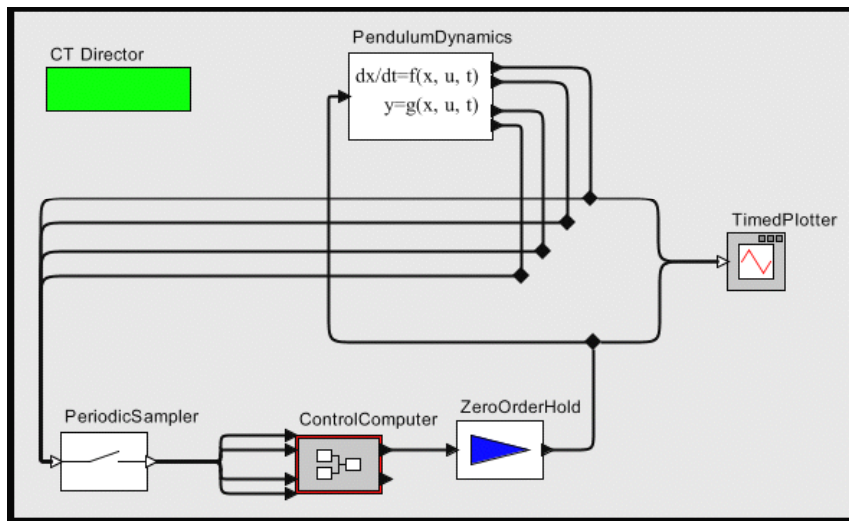 CT Director
PendulumDynamics
dx/dt=f(x, u, t)
y=g(x, u, t)
TimedPlotter
PeriodicSampler
ControlComputer
ZeroOrderHold